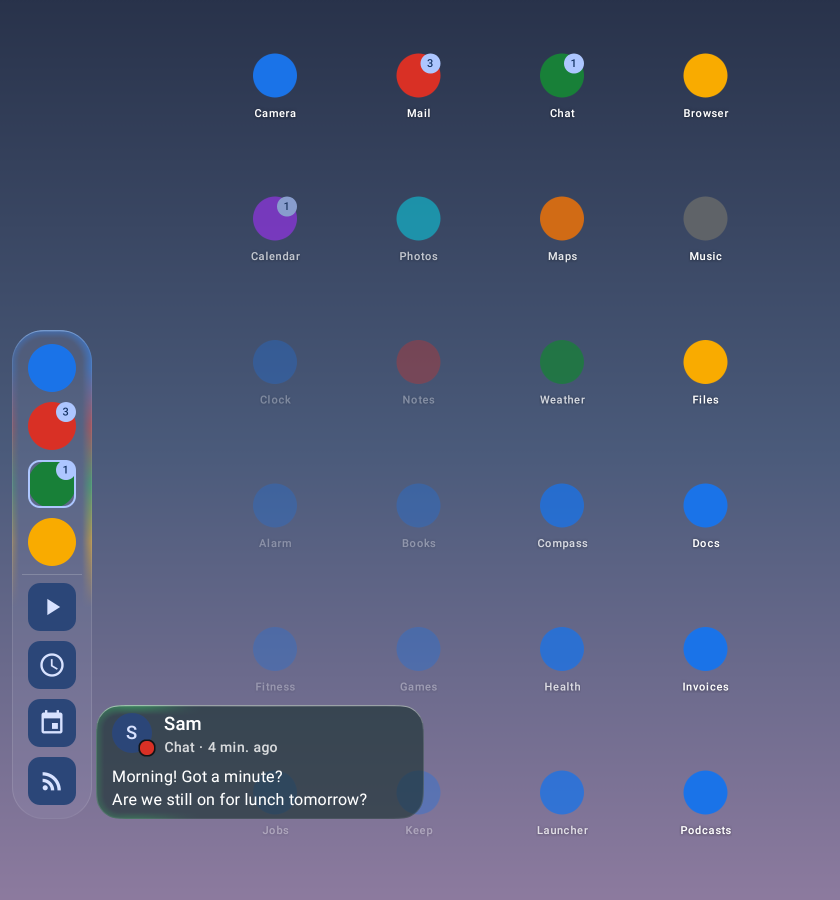 3
1
Camera
Mail
Chat
Browser
1
Calendar
Photos
Maps
Music
Clock
Notes
Weather
Files
3
1
Alarm
Books
Compass
Docs
Fitness
Games
Health
Invoices
S
Sam
Chat · 4 min. ago
Morning! Got a minute?
Are we still on for lunch tomorrow?
Jobs
Keep
Launcher
Podcasts